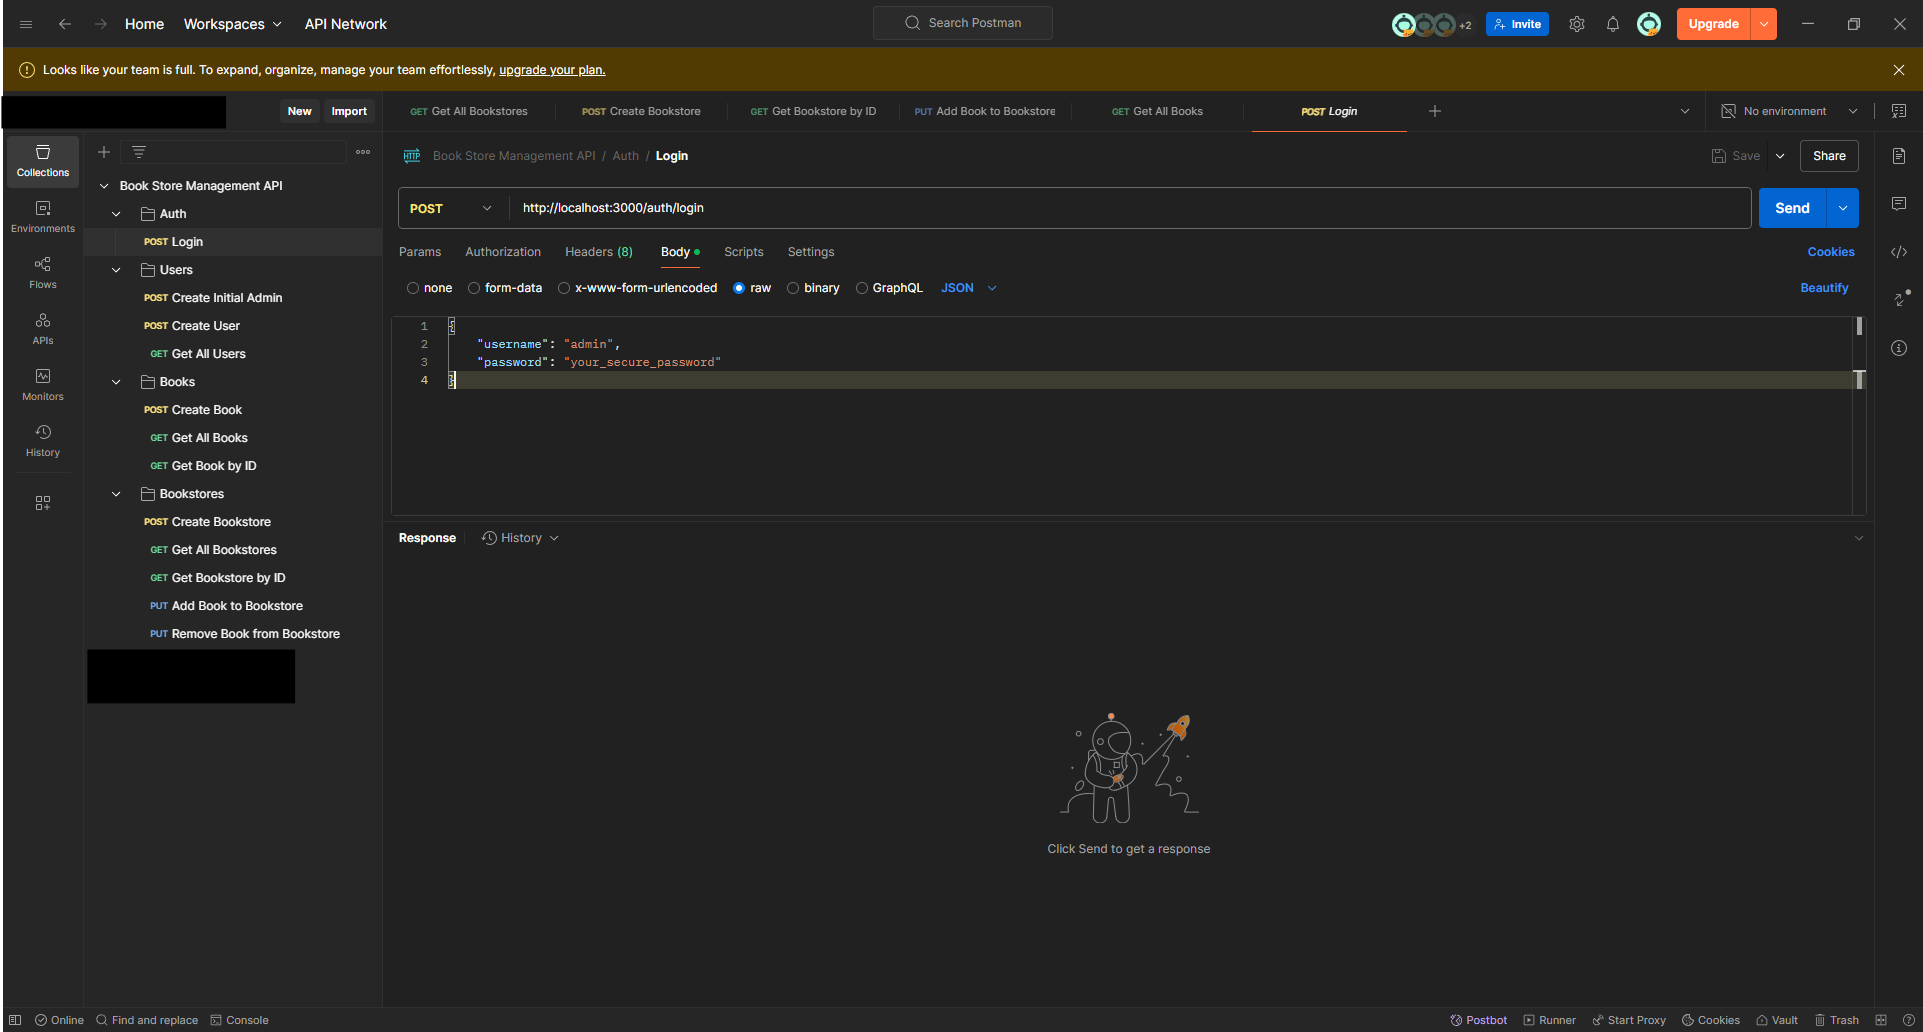 Home Workspaces API Network Search Postman +2 Invite Upgrade
Looks like your team is full. To expand, organize, manage your team effortlessly, upgrade your plan.
New Import GET Get All Bookstores POST Create Bookstore GET Get Bookstore by ID PUT Add Book to Bookstore GET Get All Books POST Login No environment
Book Store Management API / Auth / Login Save Share
Collections
Environments
Flows
APIs
Monitors
History
Book Store Management API
Auth
POST Login
Users
POST Create Initial Admin
POST Create User
GET Get All Users
Books
POST Create Book
GET Get All Books
GET Get Book by ID
Bookstores
POST Create Bookstore
GET Get All Bookstores
GET Get Bookstore by ID
PUT Add Book to Bookstore
PUT Remove Book from Bookstore
HTTP
POST http://localhost:3000/auth/login Send
Params Authorization Headers (8) Body Scripts Settings Cookies
none form-data x-www-form-urlencoded raw binary GraphQL JSON Beautify
1 {
2 "username": "admin",
3 "password": "your_secure_password"
4 }
Response History
Click Send to get a response
Online Find and replace Console Postbot Runner Start Proxy Cookies Vault Trash